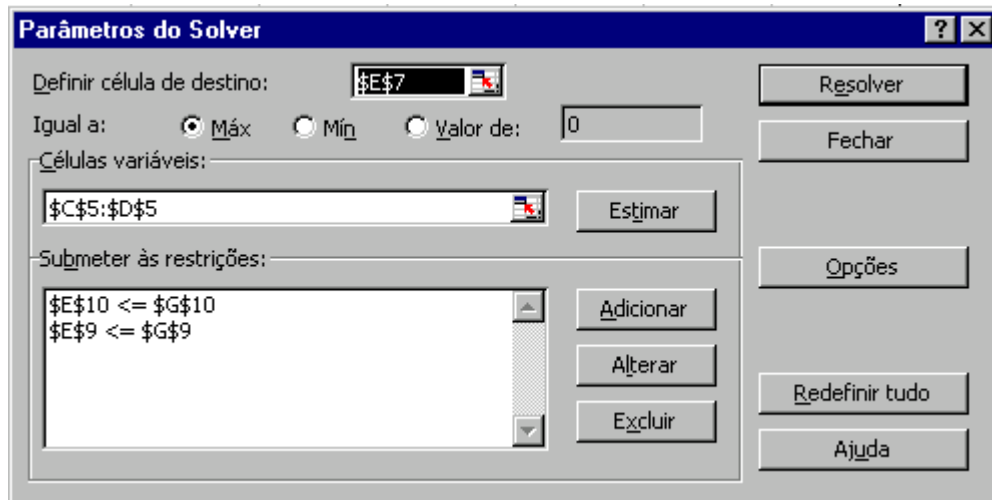 Parâmetros do Solver
Definir célula de destino: $E$7
Resolver
Igual a: Máx Mín Valor de: 0
Fechar
Células variáveis:
$C$5:$D$5
Estimar
Submeter às restrições:
Opções
$E$10 <= $G$10
$E$9 <= $G$9
Adicionar
Alterar
Redefinir tudo
Excluir
Ajuda